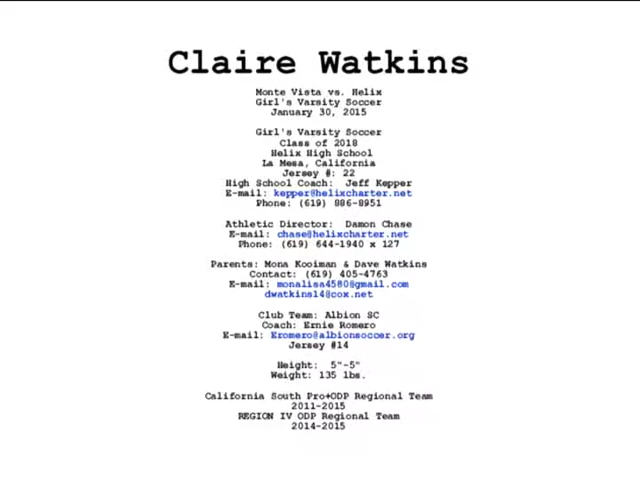 Claire Watkins
Monte Vista vs. Helix
Girl's Varsity Soccer
January 30, 2015
Girl's Varsity Soccer
Class of 2018
Helix High School
La Mesa, California
Jersey #: 22
High School Coach: Jeff Kepper
E-mail: kepper@helixcharter.net
Phone: (619) 886-8951
Athletic Director: Damon Chase
E-mail: chase@helixcharter.net
Phone: (619) 644-1940 x 127
Parents: Mona Kooiman & Dave Watkins
Contact: (619) 405-4763
E-mail: monalisa4580@gmail.com
dwatkins14@cox.net
Club Team: Albion SC
Coach: Ernie Romero
E-mail: Eromero@albionsoccer.org
Jersey #14
Height: 5"-5"
Weight: 135 lbs.
California South Pro+ODP Regional Team
2011-2015
REGION IV ODP Regional Team
2014-2015